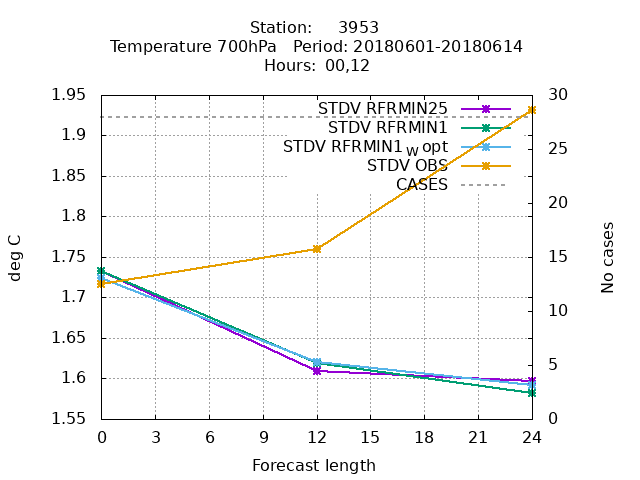 Station: 3953
Temperature 700hPa Period: 20180601-20180614
Hours: 00,12
1.95 30
STDV RFRMIN25
STDV RFRMIN1
1.9
STDV RFRMIN1 W opt
25
STDV OBS
1.85
CASES
20
1.8
1.75 15
deg C
No cases
1.7
10
1.65
5
1.6
1.55 0
0 3 6 9 12 15 18 21 24
Forecast length